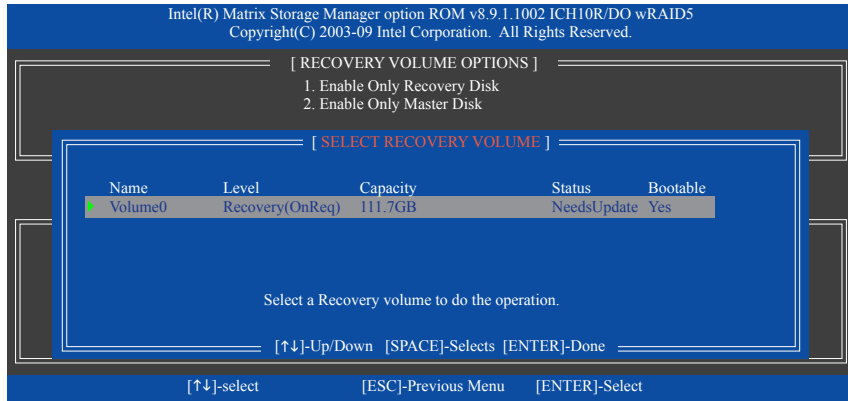 Intel(R) Matrix Storage Manager option ROM v8.9.1.1002 ICH10R/DO wRAID5
Copyright(C) 2003-09 Intel Corporation. All Rights Reserved.
[ RECOVERY VOLUME OPTIONS ]
1. Enable Only Recovery Disk
2. Enable Only Master Disk
[ SELECT RECOVERY VOLUME ]
Name Level Capacity Status Bootable
Volume0 Recovery(OnReq) 111.7GB NeedsUpdate Yes
Select a Recovery volume to do the operation.
[↑↓]-Up/Down [SPACE]-Selects [ENTER]-Done
[↑↓]-select [ESC]-Previous Menu [ENTER]-Select